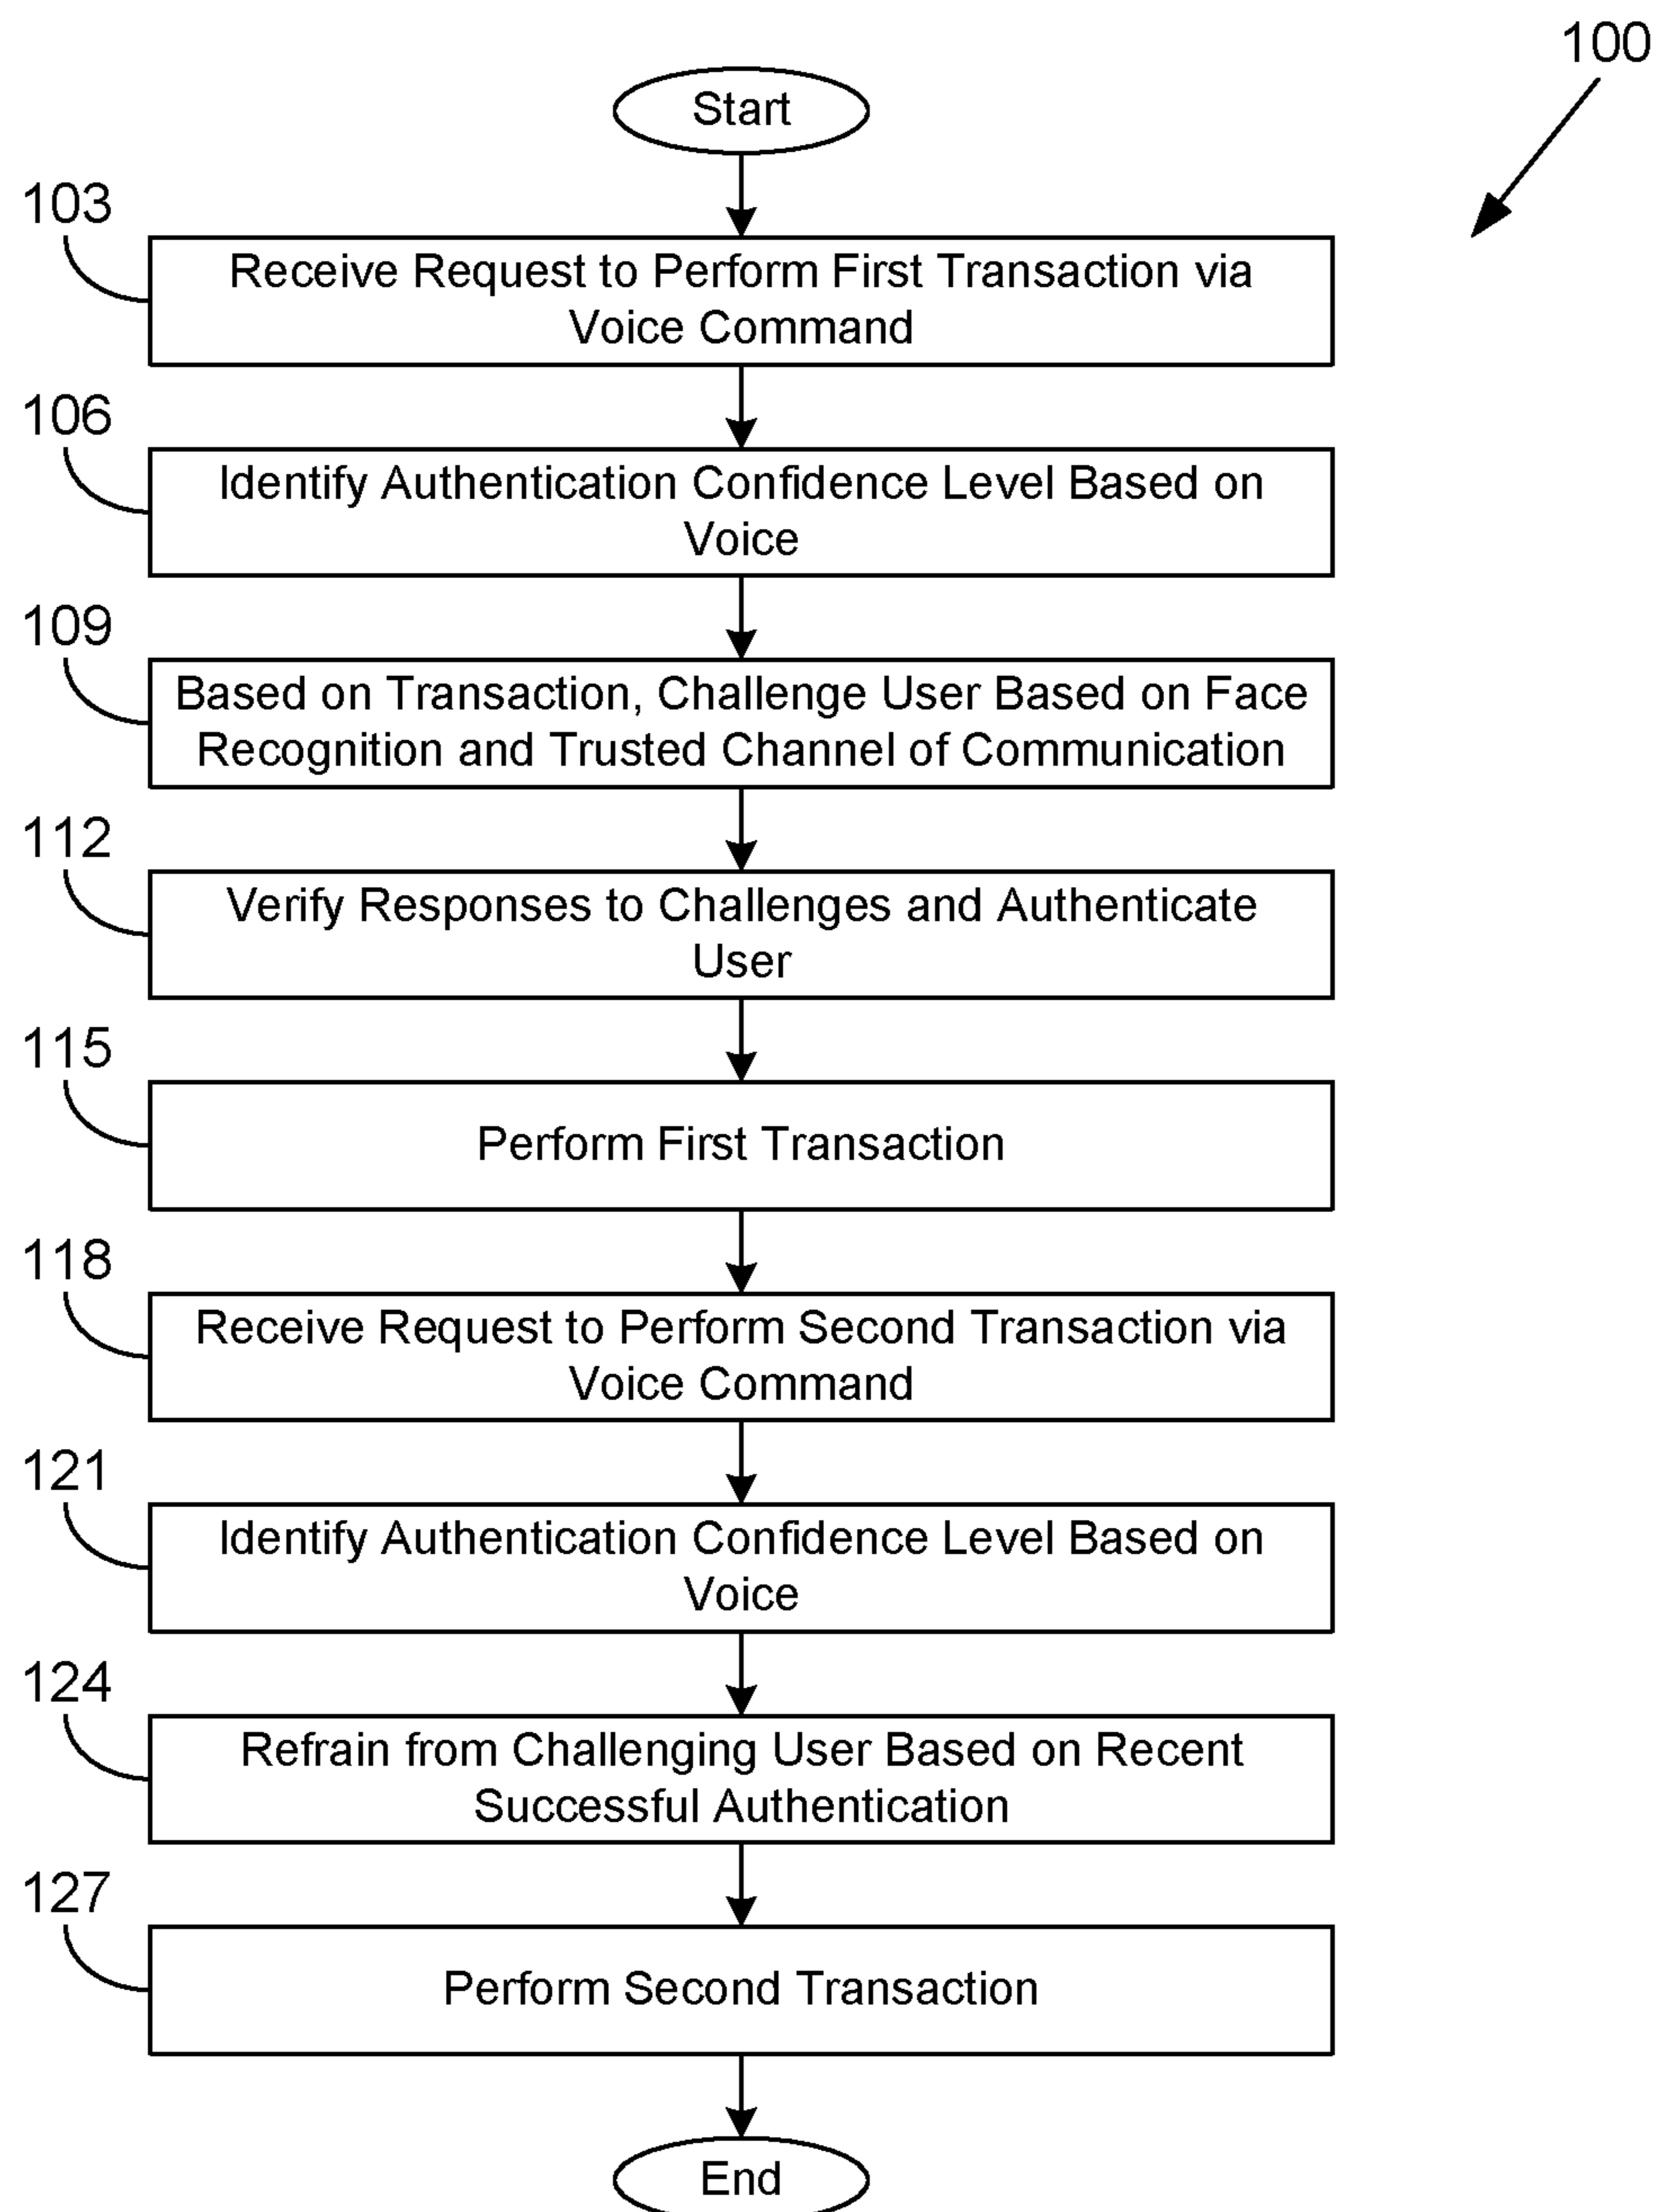 100
Start
103
Receive Request to Perform First Transaction via
Voice Command
106
Identify Authentication Confidence Level Based on
Voice
109
Based on Transaction, Challenge User Based on Face
Recognition and Trusted Channel of Communication
112
Verify Responses to Challenges and Authenticate
User
115
Perform First Transaction
118
Receive Request to Perform Second Transaction via
Voice Command
121
Identify Authentication Confidence Level Based on
Voice
124
Refrain from Challenging User Based on Recent
Successful Authentication
127
Perform Second Transaction
End